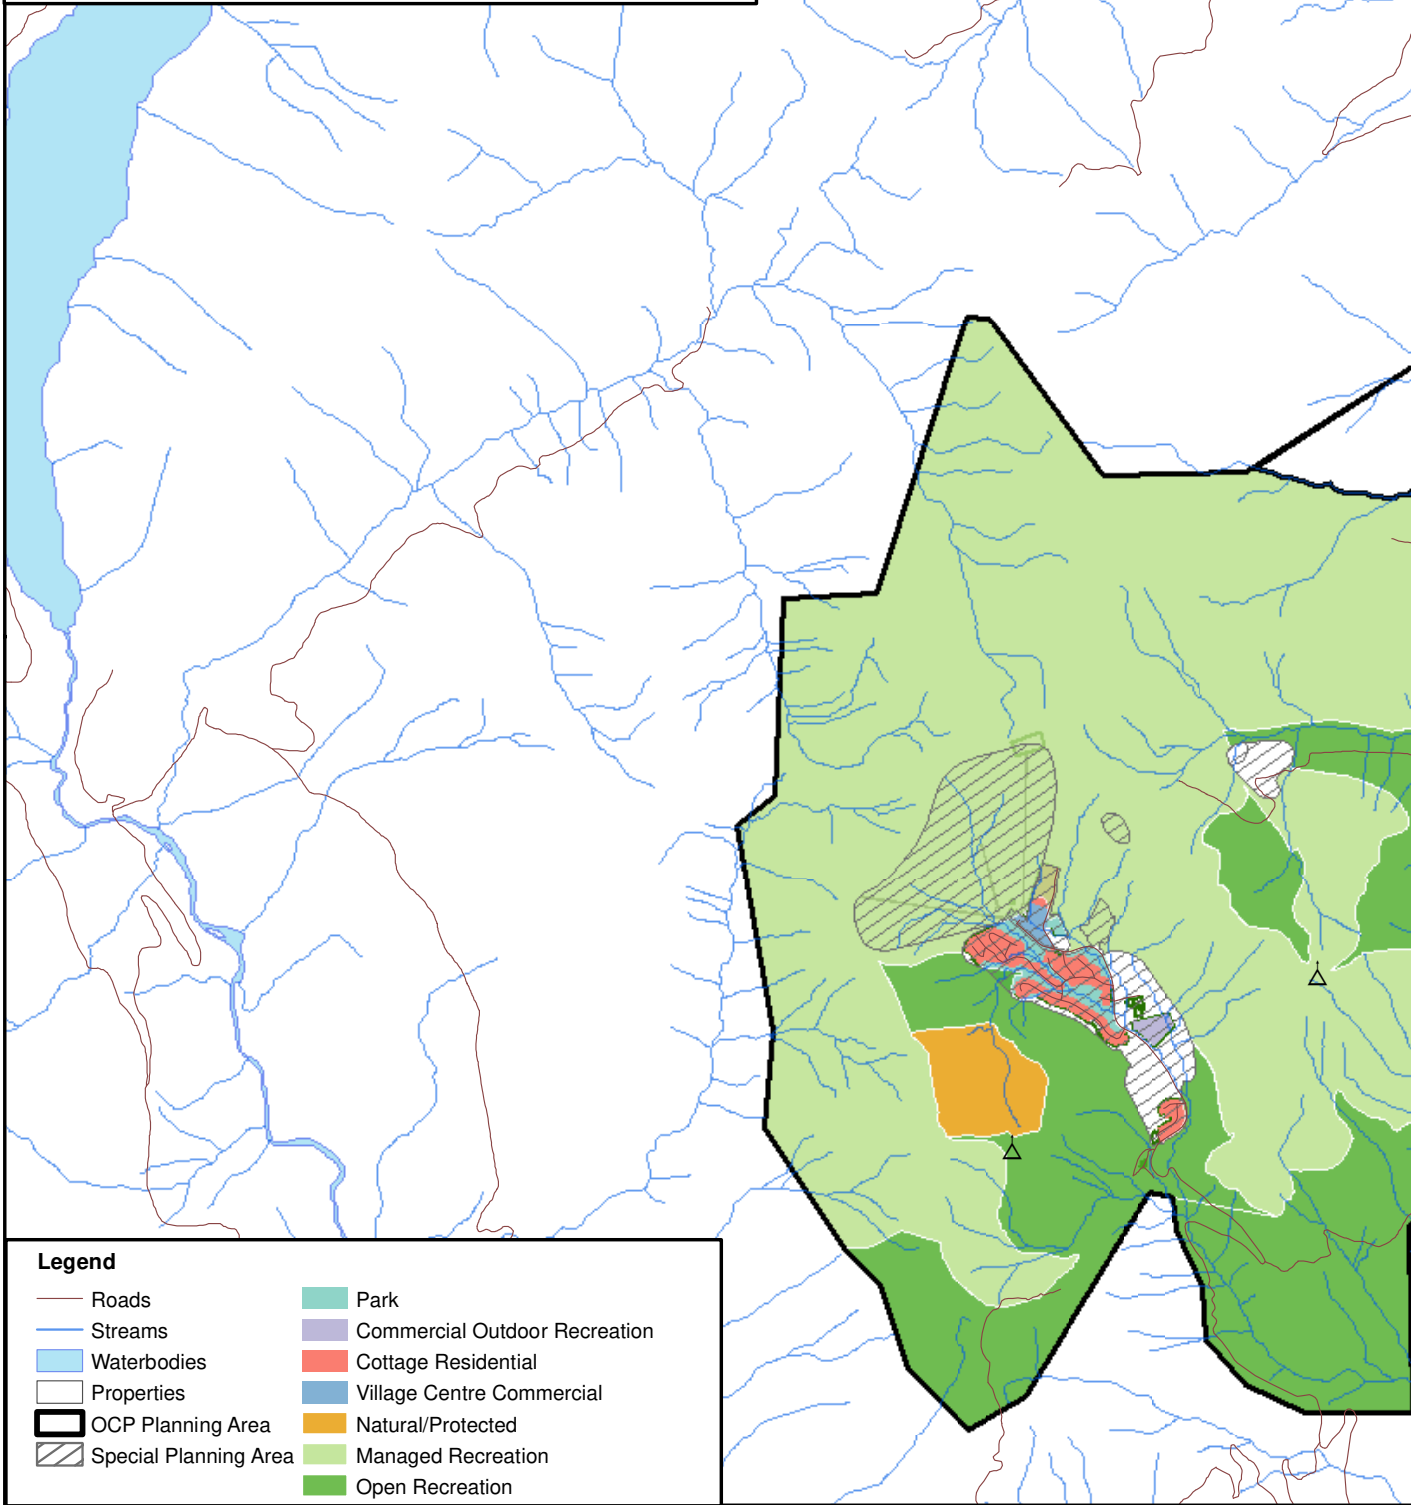 Legend
Roads
Streams
Waterbodies
Properties
OCP Planning Area
Special Planning Area
Park
Commercial Outdoor Recreation
Cottage Residential
Village Centre Commercial
Natural/Protected
Managed Recreation
Open Recreation